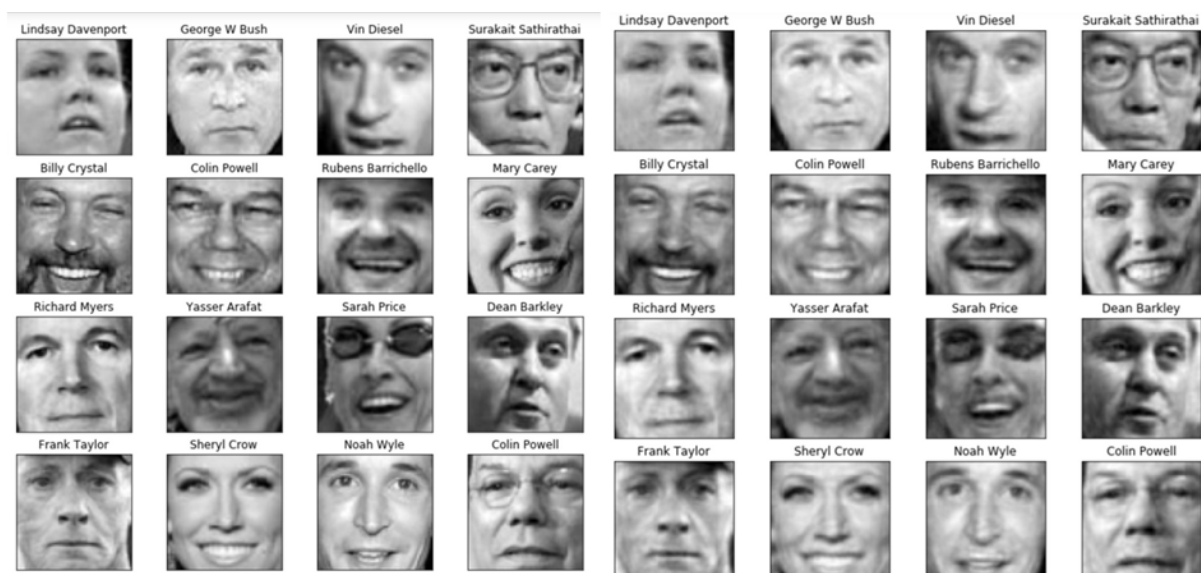 Lindsay Davenport George W Bush Vin Diesel Surakait Sathirathai
Billy Crystal Colin Powell Rubens Barrichello Mary Carey
Richard Myers Yasser Arafat Sarah Price Dean Barkley
Frank Taylor Sheryl Crow Noah Wyle Colin Powell
Lindsay Davenport George W Bush Vin Diesel Surakait Sathirathai
Billy Crystal Colin Powell Rubens Barrichello Mary Carey
Richard Myers Yasser Arafat Sarah Price Dean Barkley
Frank Taylor Sheryl Crow Noah Wyle Colin Powell